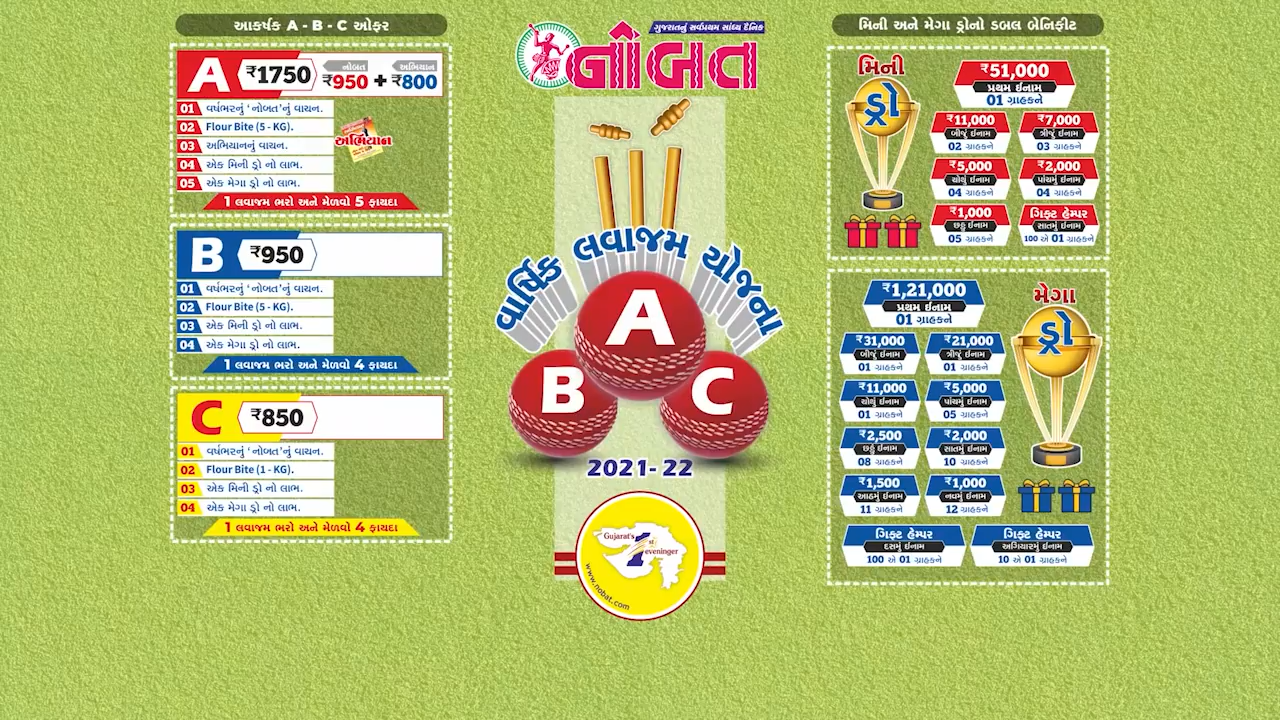 આકર્ષક A - B - C ઓફર
A ₹1750 નોબત ₹950 + અભિયાન ₹800
01 વર્ષભરનું ‘નોબત’નું વાચન.
02 Flour Bite (5 - KG).
03 અભિયાનનું વાચન.
04 એક મિની ડ્રો નો લાભ.
05 એક મેગા ડ્રો નો લાભ.
અભિયાન
1 લવાજમ ભરો અને મેળવો 5 ફાયદા
B ₹950
01 વર્ષભરનું ‘નોબત’નું વાચન.
02 Flour Bite (5 - KG).
03 એક મિની ડ્રો નો લાભ.
04 એક મેગા ડ્રો નો લાભ.
1 લવાજમ ભરો અને મેળવો 4 ફાયદા
C ₹850
01 વર્ષભરનું ‘નોબત’નું વાચન.
02 Flour Bite (1 - KG).
03 એક મિની ડ્રો નો લાભ.
04 એક મેગા ડ્રો નો લાભ.
1 લવાજમ ભરો અને મેળવો 4 ફાયદા
ગુજરાતનું સર્વપ્રથમ સાંધ્ય દૈનિક
નોબત
વાર્ષિક લવાજમ યોજના
A
B C
2021- 22
Gujarat's 1st eveninger
www.nobat.com
મિની અને મેગા ડ્રોનો ડબલ બેનિફીટ
મિની
ડ્રો
₹51,000
પ્રથમ ઈનામ
01 ગ્રાહકને
₹11,000 ₹7,000
બીજું ઈનામ ત્રીજું ઈનામ
02 ગ્રાહકને 03 ગ્રાહકને
₹5,000 ₹2,000
ચોથું ઈનામ પાંચમું ઈનામ
04 ગ્રાહકને 04 ગ્રાહકને
₹1,000 ગિફ્ટ હેમ્પર
છઠ્ઠું ઈનામ સાતમું ઈનામ
05 ગ્રાહકને 100 એ 01 ગ્રાહકને
મેગા
ડ્રો
₹1,21,000
પ્રથમ ઈનામ
01 ગ્રાહકને
₹31,000 ₹21,000
બીજું ઈનામ ત્રીજું ઈનામ
01 ગ્રાહકને 01 ગ્રાહકને
₹11,000 ₹5,000
ચોથું ઈનામ પાંચમું ઈનામ
01 ગ્રાહકને 05 ગ્રાહકને
₹2,500 ₹2,000
છઠ્ઠું ઈનામ સાતમું ઈનામ
08 ગ્રાહકને 10 ગ્રાહકને
₹1,500 ₹1,000
આઠમું ઈનામ નવમું ઈનામ
11 ગ્રાહકને 12 ગ્રાહકને
ગિફ્ટ હેમ્પર ગિફ્ટ હેમ્પર
દસમું ઈનામ અગિયારમું ઈનામ
100 એ 01 ગ્રાહકને 10 એ 01 ગ્રાહકને